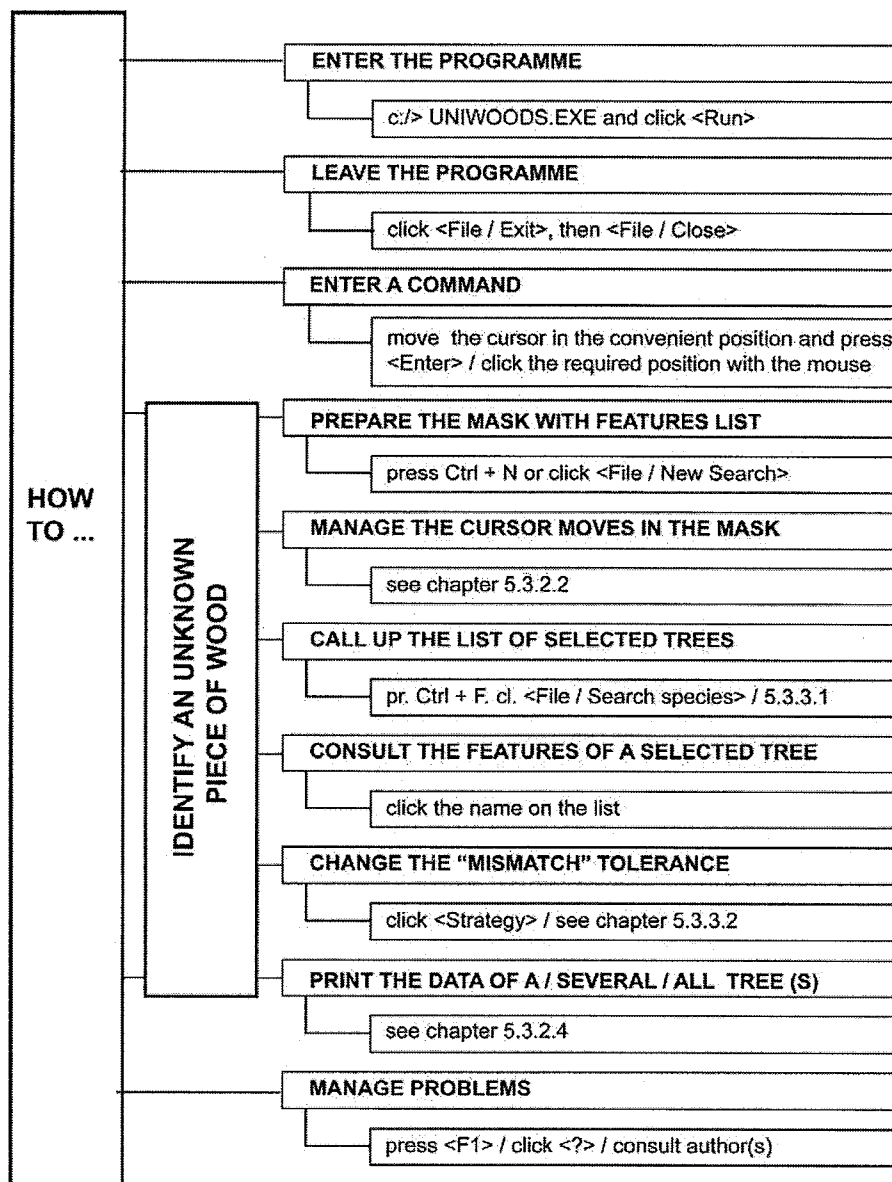 ENTER THE PROGRAMME
c:/> UNIWOODS.EXE and click <Run>
LEAVE THE PROGRAMME
click <File / Exit>, then <File / Close>
ENTER A COMMAND
move the cursor in the convenient position and press
<Enter> / click the required position with the mouse
HOW
TO ...
IDENTIFY AN UNKNOWN
PIECE OF WOOD
PREPARE THE MASK WITH FEATURES LIST
press Ctrl + N or click <File / New Search>
MANAGE THE CURSOR MOVES IN THE MASK
see chapter 5.3.2.2
CALL UP THE LIST OF SELECTED TREES
pr. Ctrl + F. cl. <File / Search species> / 5.3.3.1
CONSULT THE FEATURES OF A SELECTED TREE
click the name on the list
CHANGE THE “MISMATCH” TOLERANCE
click <Strategy> / see chapter 5.3.3.2
PRINT THE DATA OF A / SEVERAL / ALL TREE (S)
see chapter 5.3.2.4
MANAGE PROBLEMS
press <F1> / click <?> / consult author(s)